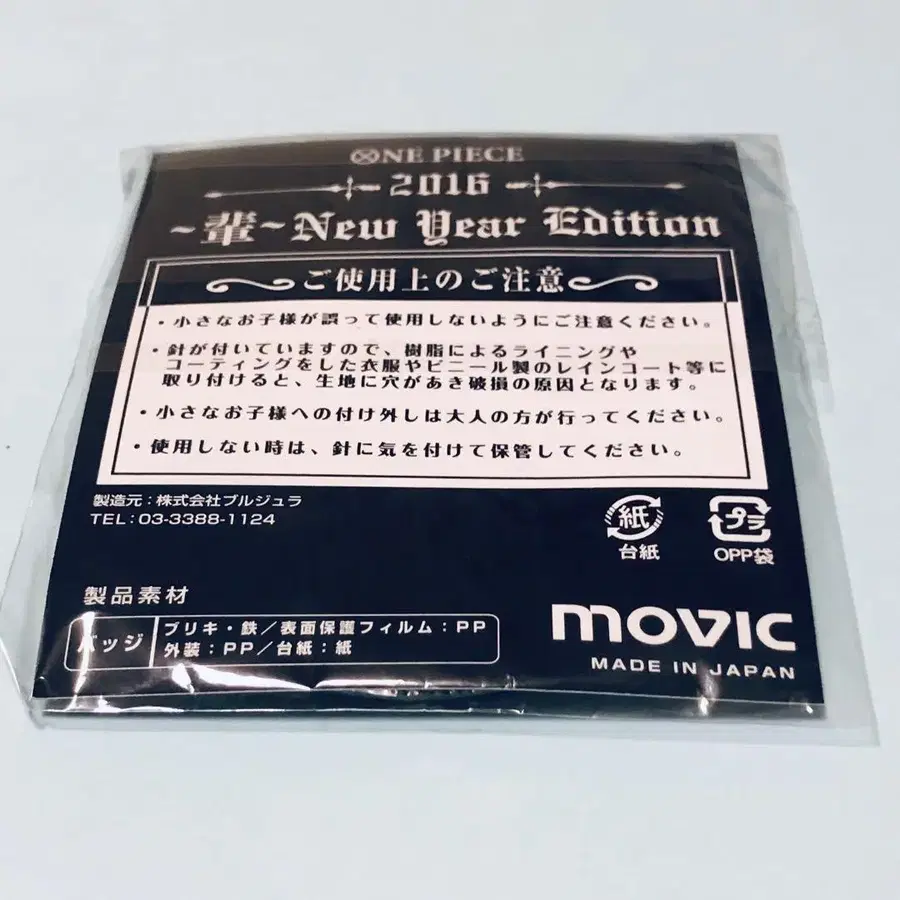 ONE PIECE
2016
~輩~New Year Edition
ご使用上のご注意
・小さなお子様が誤って使用しないようにご注意ください。
・針が付いていますので、樹脂によるライニングや
コーティングをした衣服やビニール製のレインコート等に
取り付けると、生地に穴があき破損の原因となります。
・小さなお子様への付け外しは大人の方が行ってください。
・使用しない時は、針に気を付けて保管してください。
製造元:株式会社ブルジュラ
TEL:03-3388-1124
紙
台紙
プラ
OPP袋
製品素材
バッジ
ブリキ・鉄/表面保護フィルム:PP
外装:PP/台紙:紙
movic
MADE IN JAPAN